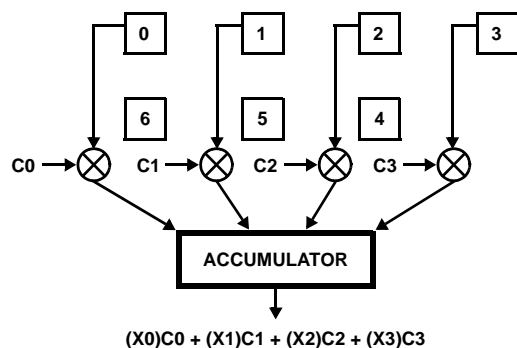 0 1 2 3
6 5 4
C0 C1 C2 C3
ACCUMULATOR
(X0)C0 + (X1)C1 + (X2)C2 + (X3)C3